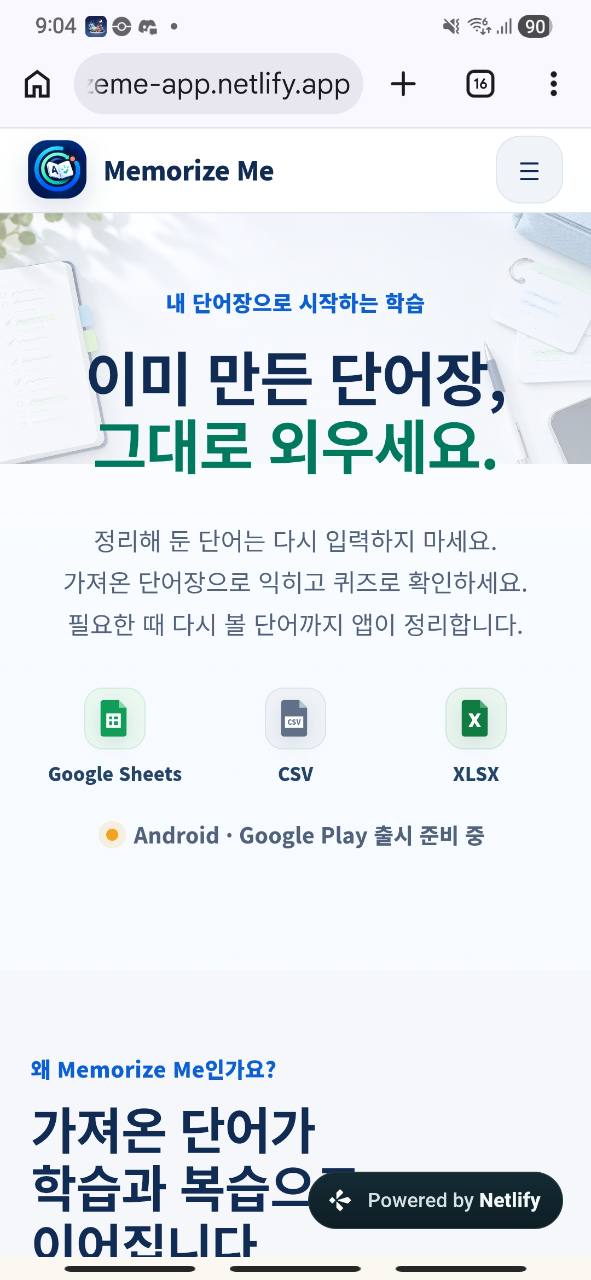 9:04
90
zeme-app.netlify.app
16
Memorize Me
내 단어장으로 시작하는 학습
이미 만든 단어장,
그대로 외우세요.
정리해 둔 단어는 다시 입력하지 마세요.
가져온 단어장으로 익히고 퀴즈로 확인하세요.
필요한 때 다시 볼 단어까지 앱이 정리합니다.
CSV
X
Google Sheets
CSV
XLSX
Android · Google Play 출시 준비 중
왜 Memorize Me인가요?
가져온 단어가
학습과 복습으로
Powered by Netlify
이어집니다